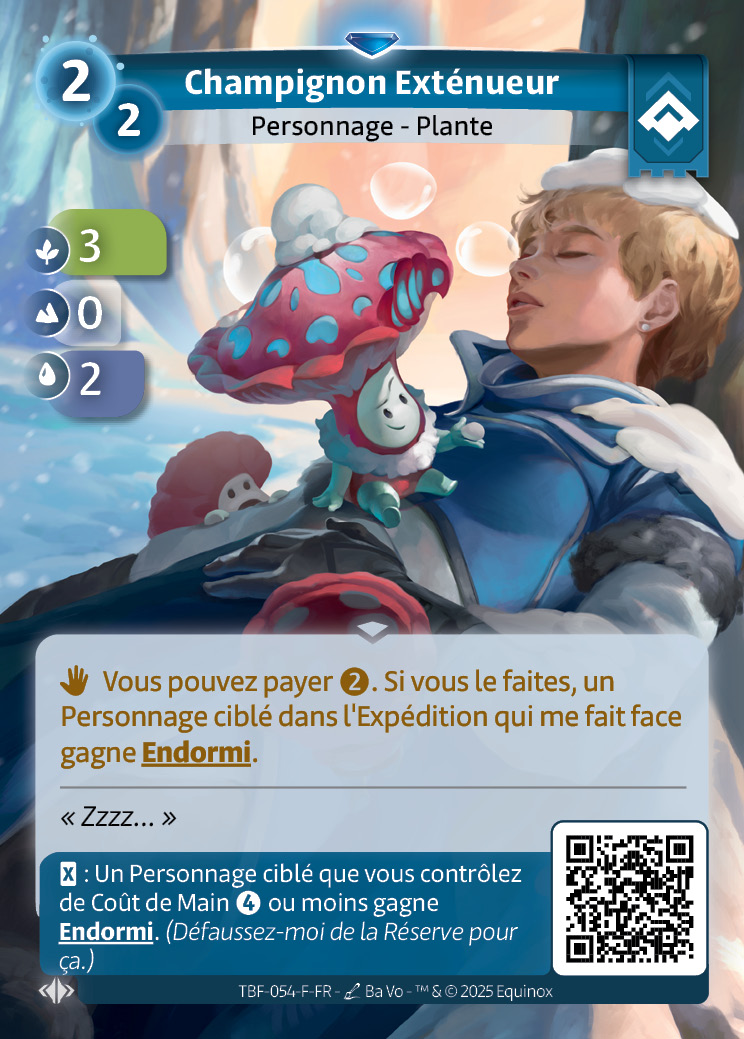 2
Champignon Exténueur
2
Personnage - Plante
3
0
2
Vous pouvez payer 2. Si vous le faites, un
Personnage ciblé dans l'Expédition qui me fait face
gagne Endormi.
« Zzzz... »
X : Un Personnage ciblé que vous contrôlez
de Coût de Main 4 ou moins gagne
Endormi. (Défaussez-moi de la Réserve pour
ça.)
TBF-054-F-FR - Ba Vo - ™ & © 2025 Equinox